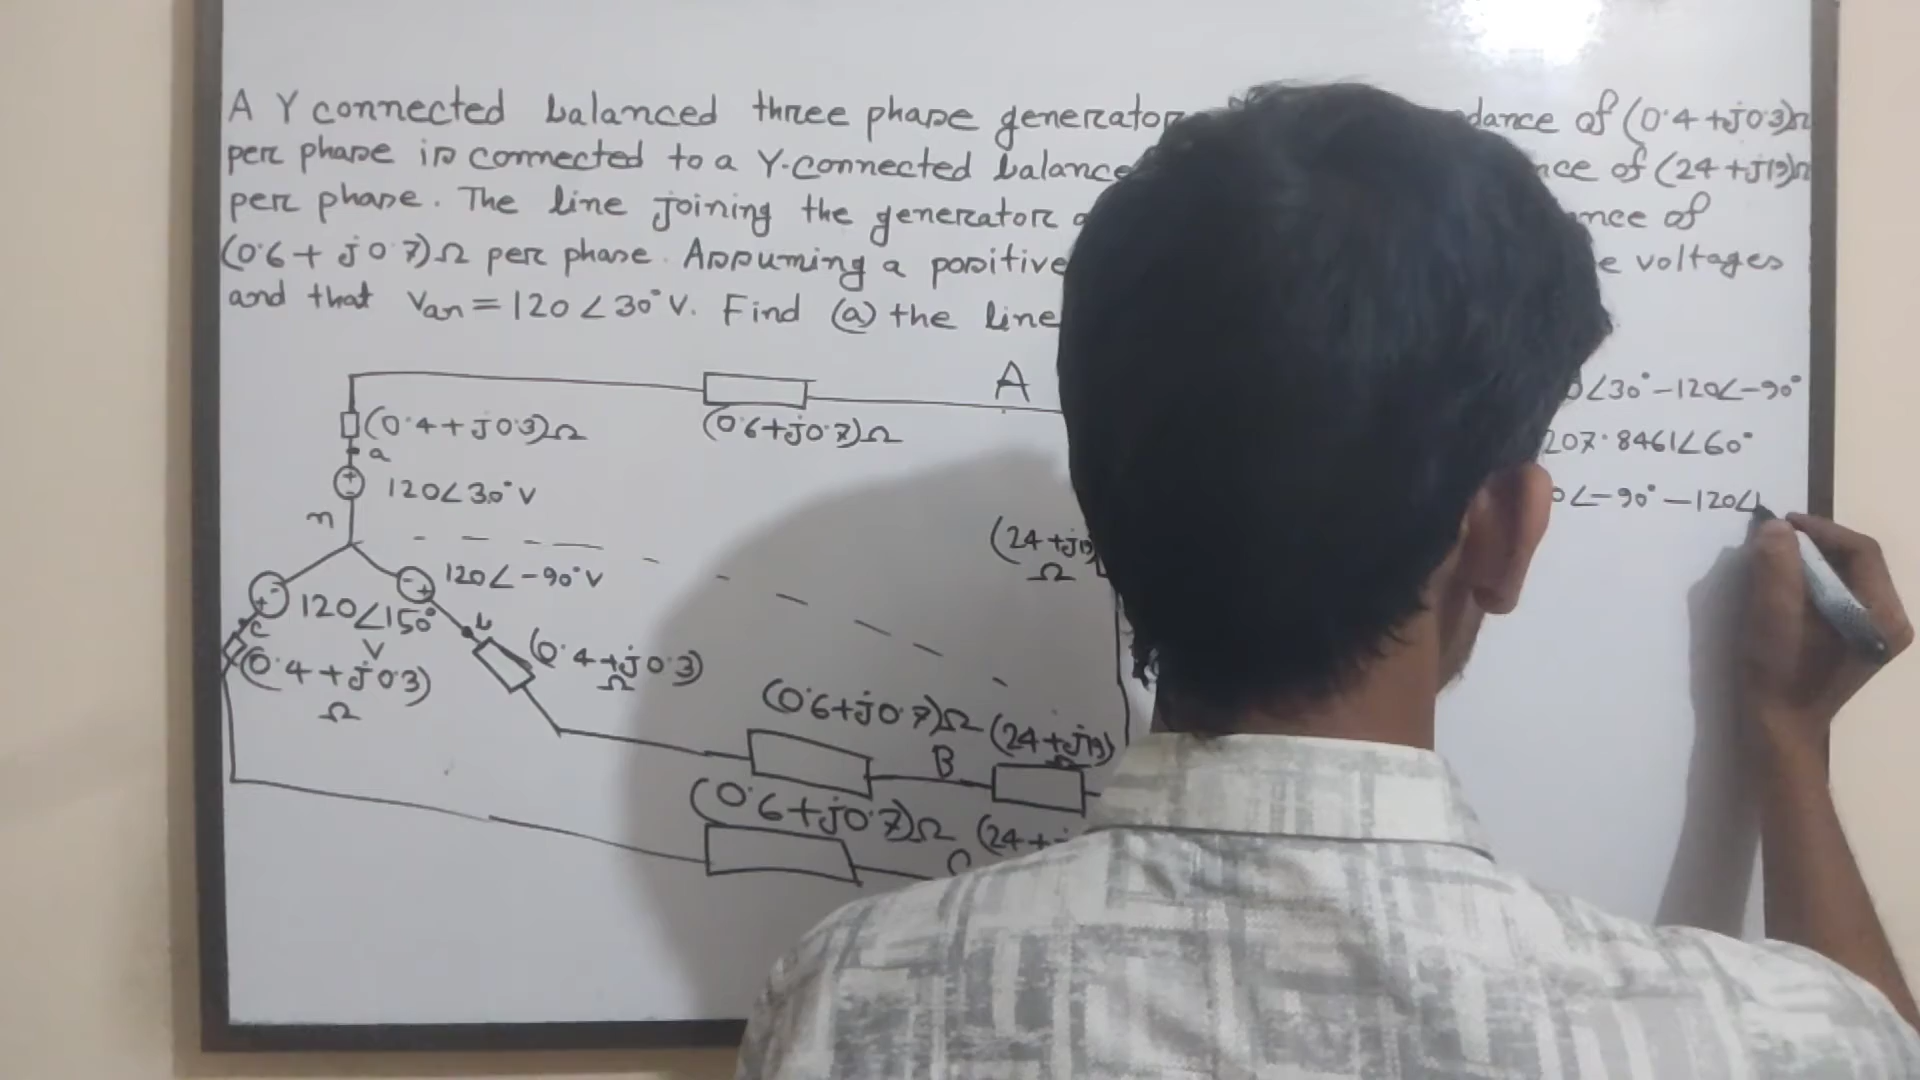 A Y connected balanced three phase generator dance of (0.4+j0.3)Ω
per phase is connected to a Y-connected balance nce of (24+j19)Ω
per phase. The line joining the generator nce of
(0.6+j0.7)Ω per phase. Assuming a positive e voltages
and that Van=120∠30°V. Find (a) the line
A
0∠30°-120∠-90°
(0.4+j0.3)Ω
(0.6+j0.7)Ω
a
207.8461∠60°
120∠30°V
0∠-90°-120∠
n
(24+j19)
Ω
120∠-90°V
120∠150°
V
c
b
(0.4+j0.3)
Ω
(0.4+j0.3)
Ω
(0.6+j0.7)Ω
(24+j19)
Ω
B
(0.6+j0.7)Ω
(24+
C